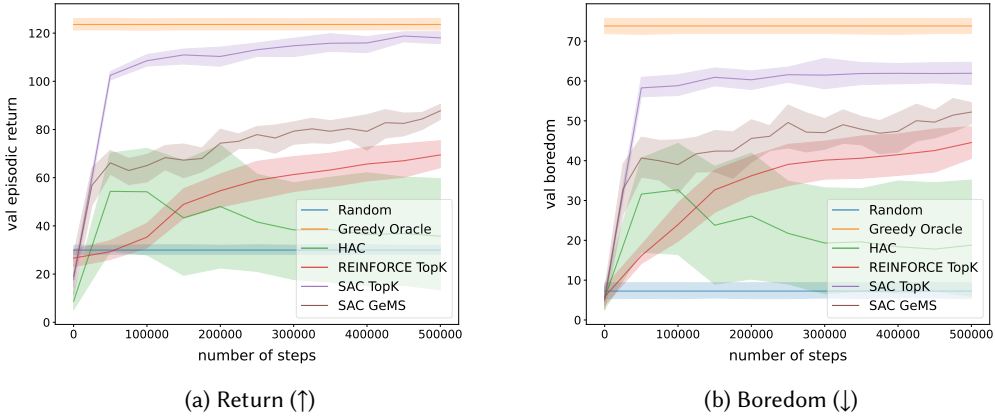 120
100
80
60
40
20
0
val episodic return
0
100000
200000
300000
400000
500000
number of steps
Random
Greedy Oracle
HAC
REINFORCE TopK
SAC TopK
SAC GeMS
(a) Return (↑)
70
60
50
40
30
20
10
0
val boredom
0
100000
200000
300000
400000
500000
number of steps
Random
Greedy Oracle
HAC
REINFORCE TopK
SAC TopK
SAC GeMS
(b) Boredom (↓)